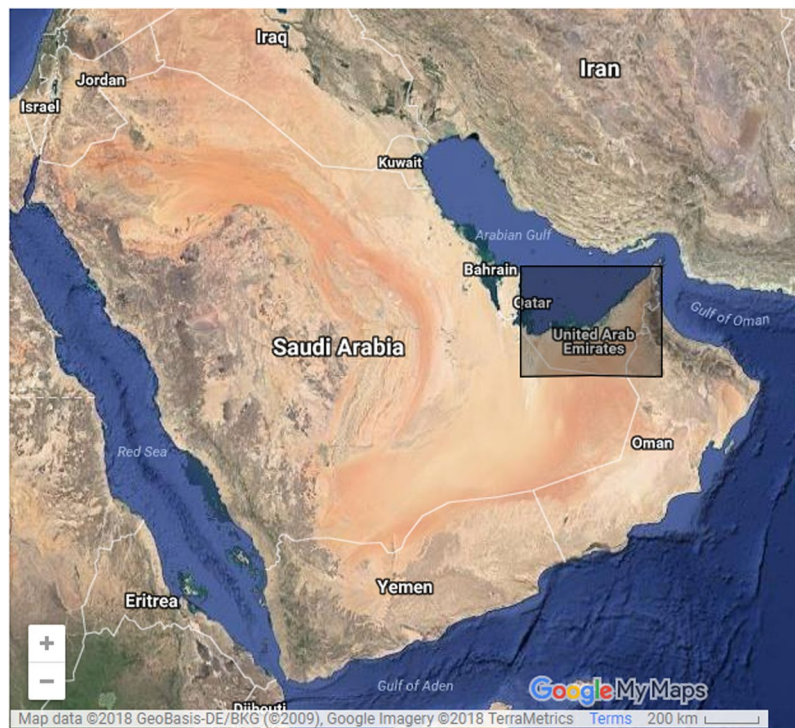 Iraq
Iran
Jordan
Israel
Kuwait
Arabian Gulf
Bahrain
Qatar
Gulf of Oman
United Arab
Emirates
Saudi Arabia
Oman
Red Sea
Yemen
Eritrea
+
−
Gulf of Aden
Google My Maps
Djibouti
Map data ©2018 GeoBasis-DE/BKG (©2009), Google Imagery ©2018 TerraMetrics Terms 200 km